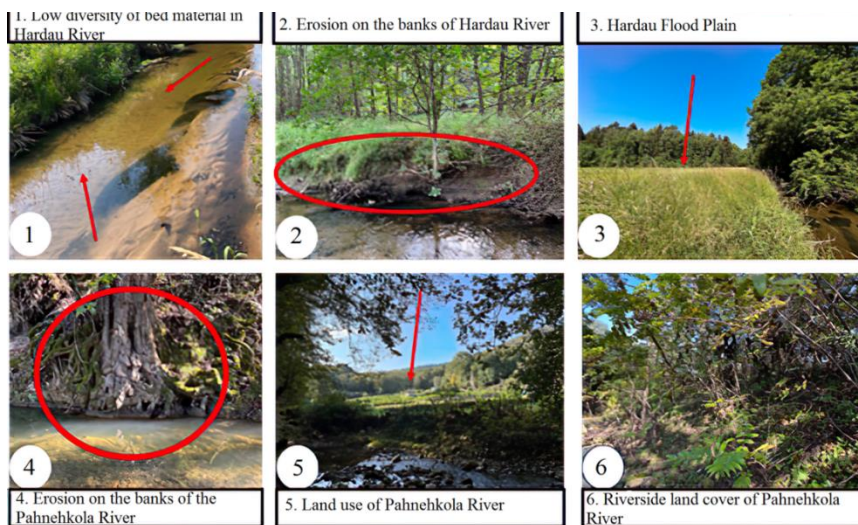 1. Low diversity of bed material in
Hardau River
2. Erosion on the banks of Hardau River
3. Hardau Flood Plain
1
2
3
4
5
6
4. Erosion on the banks of the
Pahnehkola River
5. Land use of Pahnehkola River
6. Riverside land cover of Pahnehkola
River